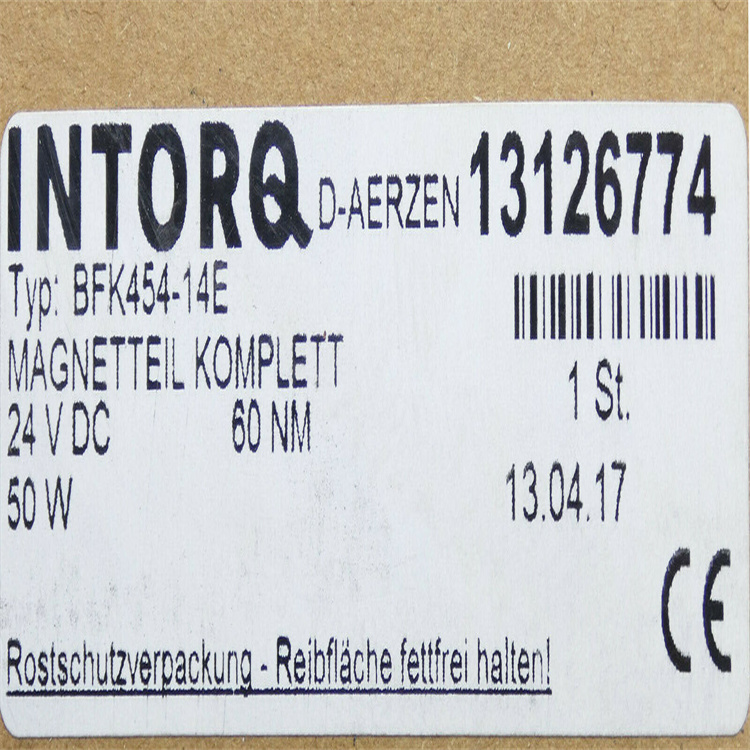 INTORQ D-AERZEN 13126774
Typ: BFK454-14E
MAGNETTEIL KOMPLETT
1 St.
24 V DC 60 NM
50 W 13.04.17
CE
Rostschutzverpackung - Reibfläche fettfrei halten!